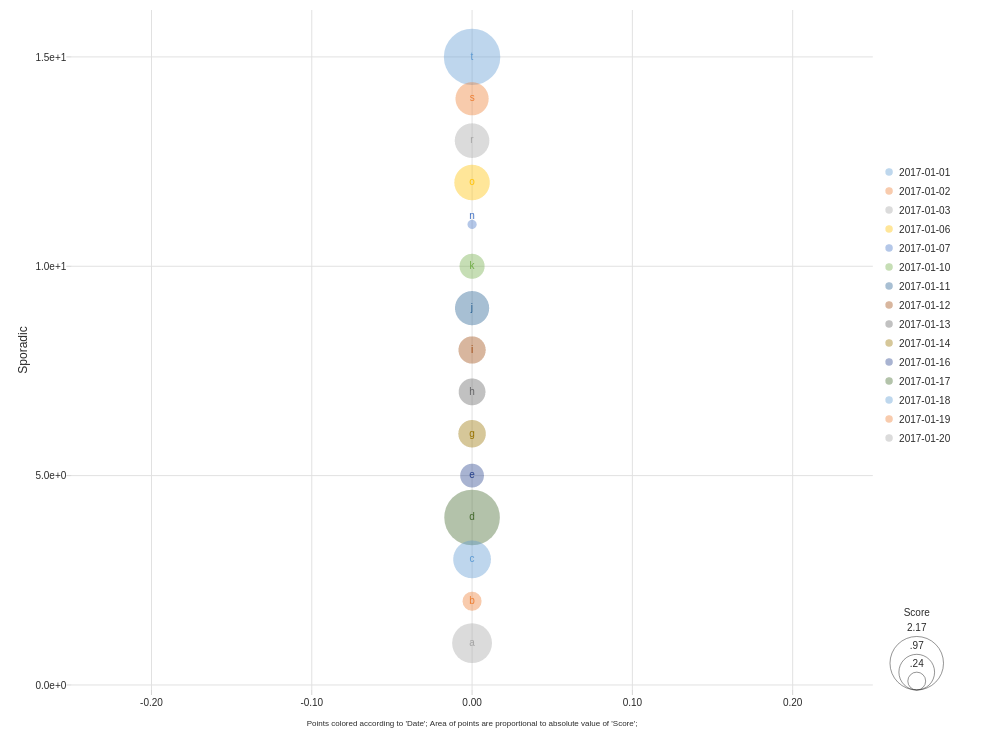 1.5e+1
t
s
r
o
n
1.0e+1
k
j
i
h
g
5.0e+0
e
d
c
b
a
0.0e+0
Sporadic
-0.20 -0.10 0.00 0.10 0.20
Points colored according to 'Date'; Area of points are proportional to absolute value of 'Score';
2017-01-01
2017-01-02
2017-01-03
2017-01-06
2017-01-07
2017-01-10
2017-01-11
2017-01-12
2017-01-13
2017-01-14
2017-01-16
2017-01-17
2017-01-18
2017-01-19
2017-01-20
Score
2.17
.97
.24